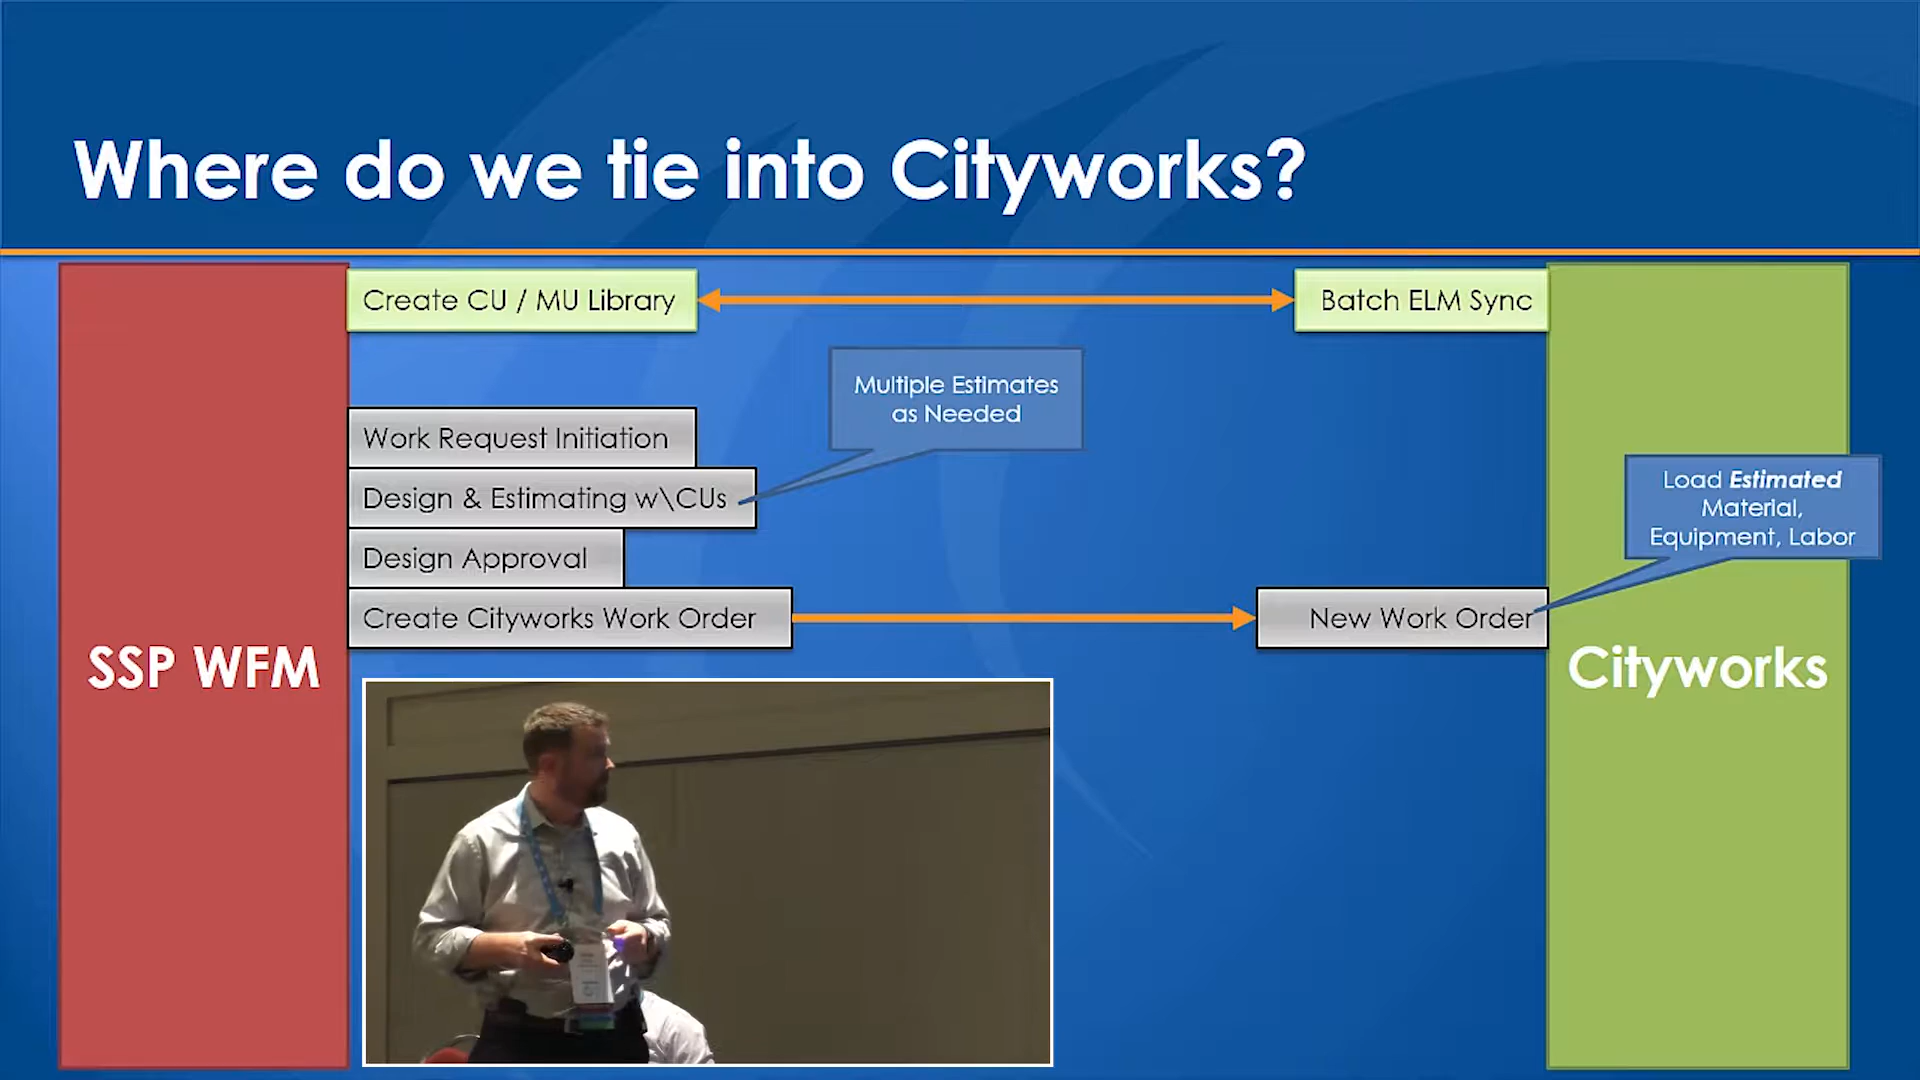 Where do we tie into Cityworks?
Create CU / MU Library
Batch ELM Sync
Multiple Estimates
as Needed
Work Request Initiation
Design & Estimating w\CUs
Design Approval
Create Cityworks Work Order
Load Estimated
Material,
Equipment, Labor
New Work Order
SSP WFM
Cityworks